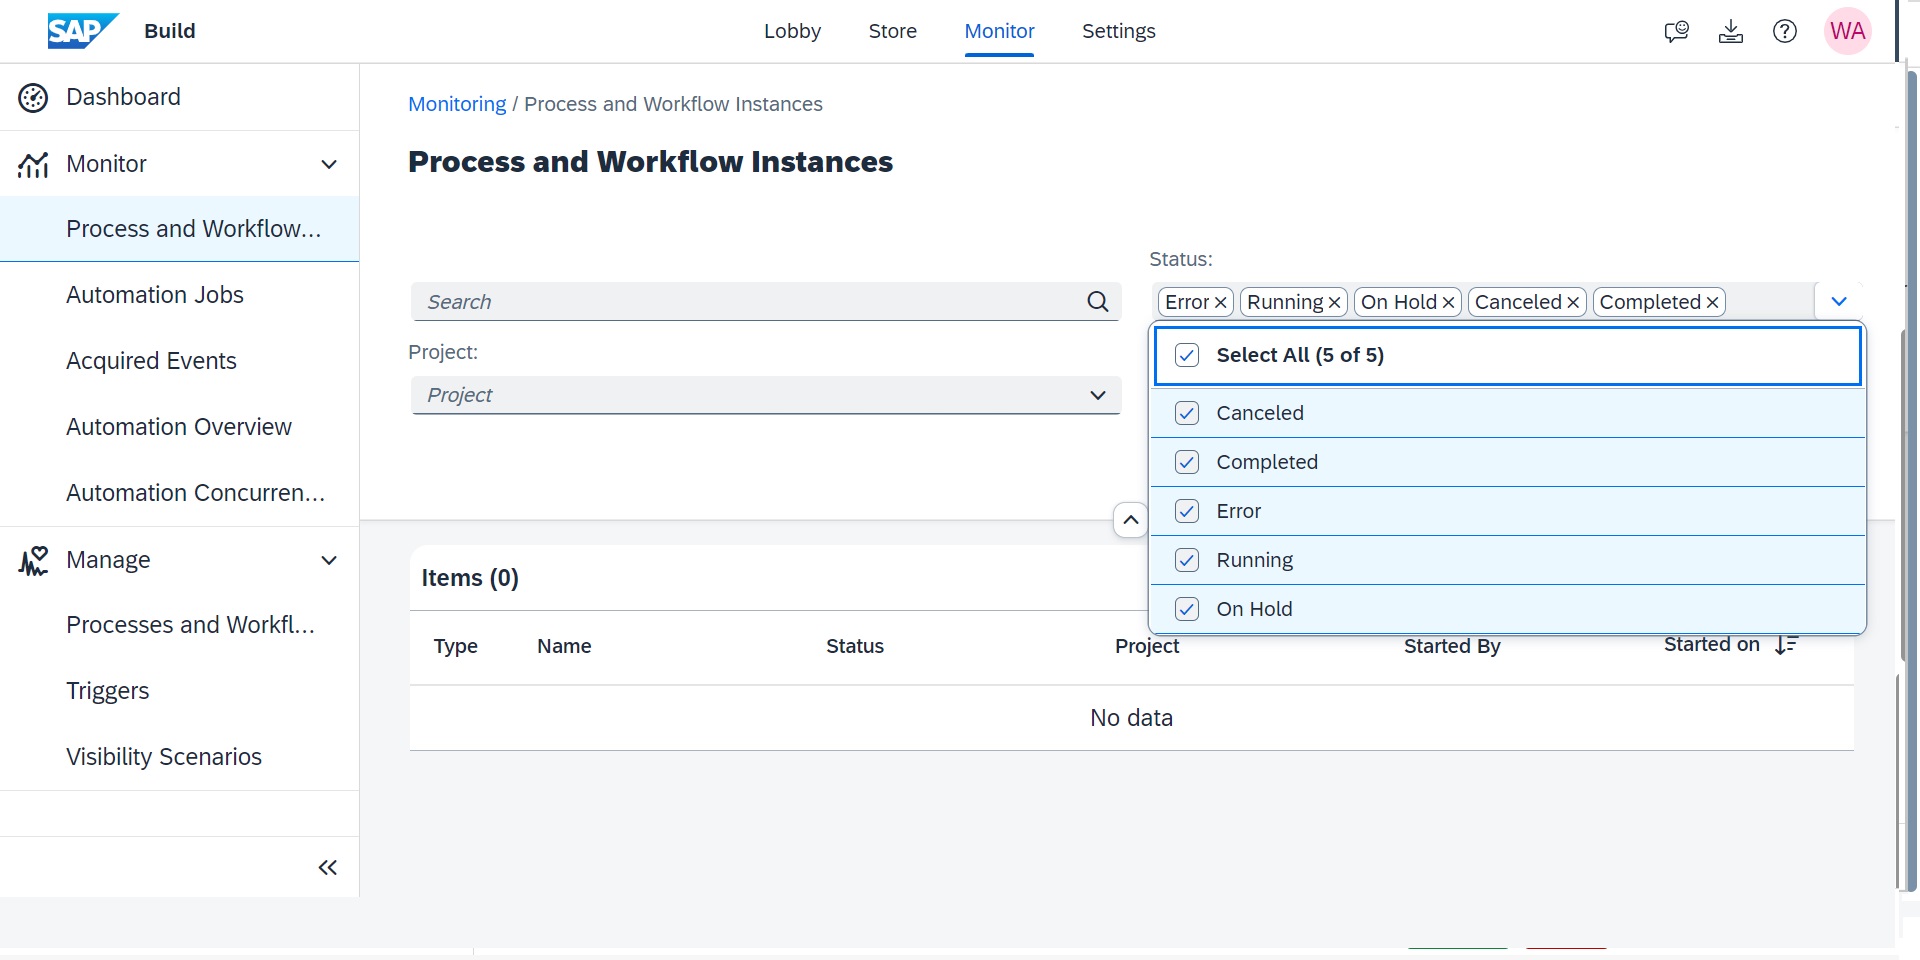 SAP Build
Lobby
Store
Monitor
Settings
WA
Dashboard
Monitor
Process and Workflow...
Automation Jobs
Acquired Events
Automation Overview
Automation Concurren...
Manage
Processes and Workfl...
Triggers
Visibility Scenarios
Monitoring / Process and Workflow Instances
Process and Workflow Instances
Search
Status:
Error
Running
On Hold
Canceled
Completed
Project:
Project
Select All (5 of 5)
Canceled
Completed
Error
Running
On Hold
Items (0)
Type
Name
Status
Project
Started By
Started on
No data